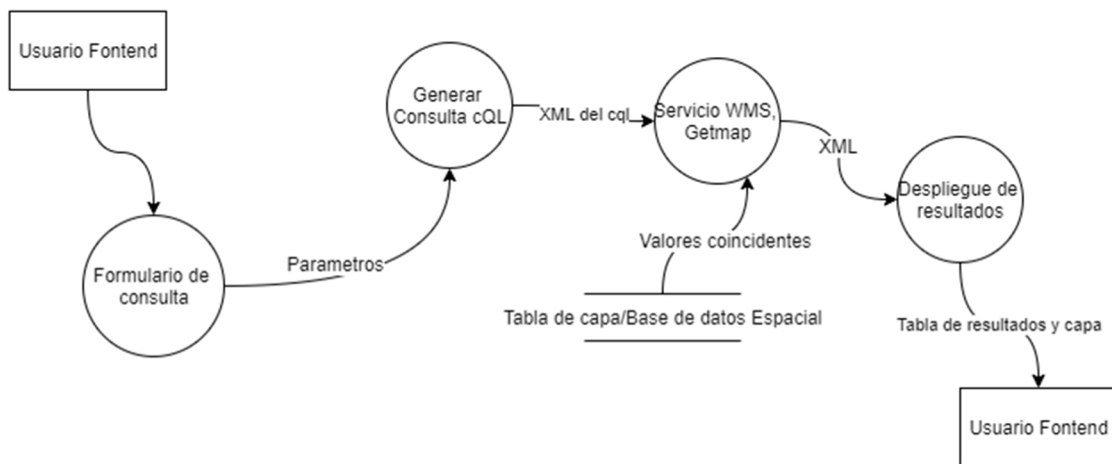 Usuario Fontend
Generar
Consulta cQL
XML del cql
Servicio WMS,
Getmap
XML
Despliegue de
resultados
Valores coincidentes
Formulario de
consulta
Parametros
Tabla de capa/Base de datos Espacial
Tabla de resultados y capa
Usuario Fontend